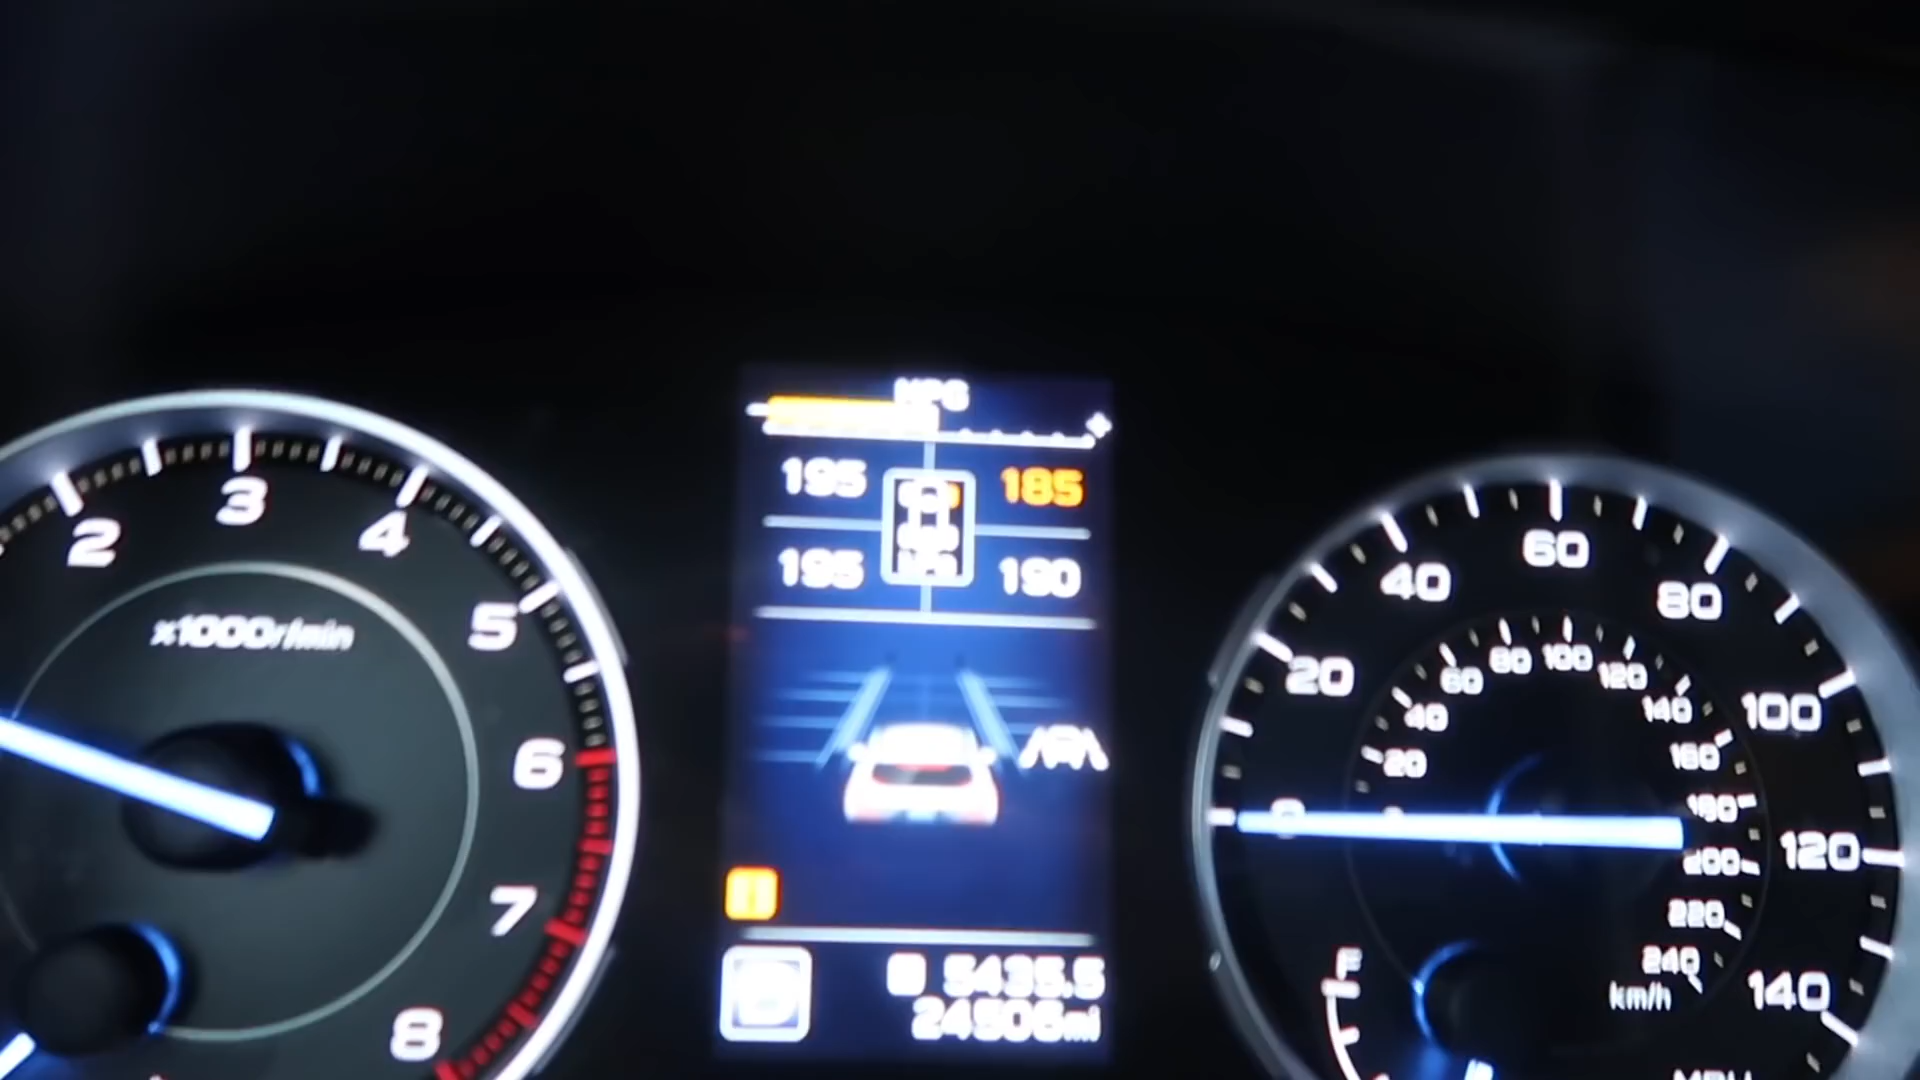 MPG
195 185
195 190
2 3 4 5 6 7 8
x1000r/min
5435.5
24506mi
0 20 40 60 80 100 120 140
20 40 60 80 100 120 140 160 180 200 220 240
km/h
F
MPH